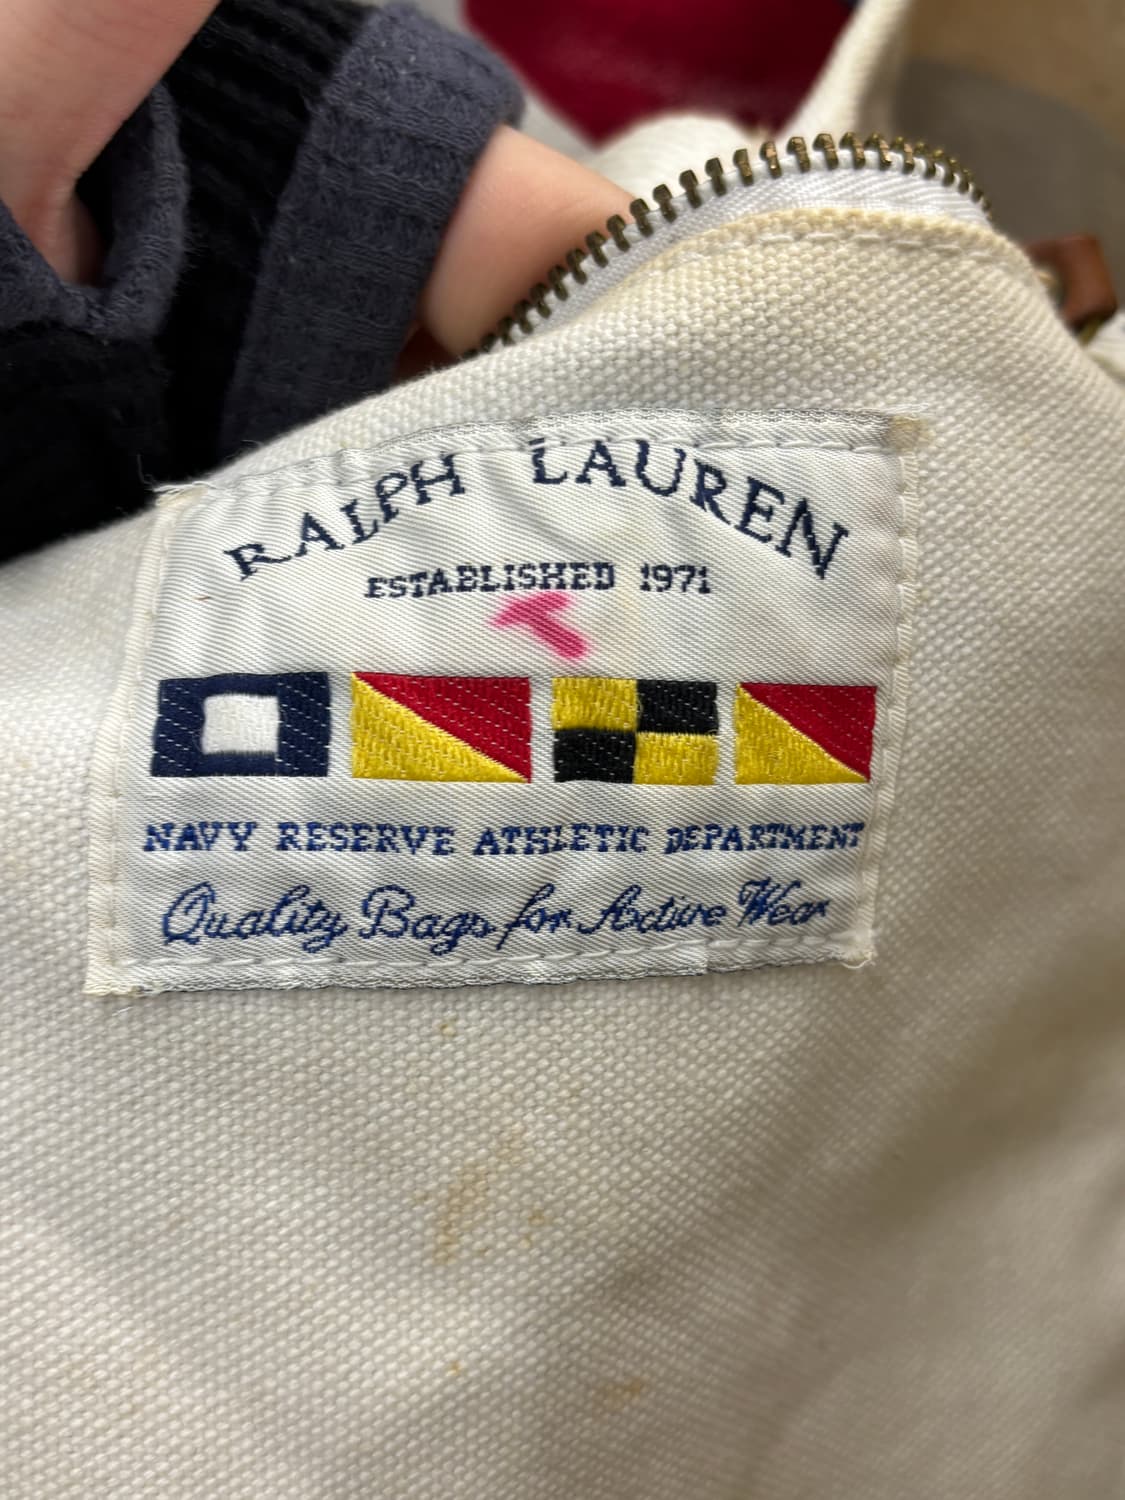 RALPH LAUREN
ESTABLISHED 1971
T
NAVY RESERVE ATHLETIC DEPARTMENT
Quality Bags for Active Wear